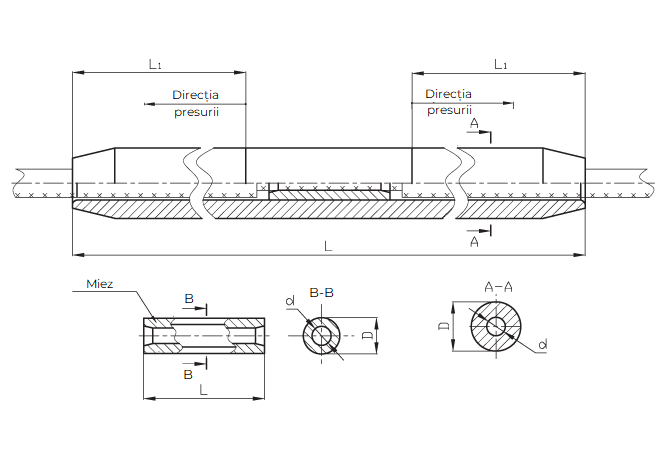 L1
L1
Direcția
presurii
Direcția
presurii
A
A
L
Miez
B
B
L
d
B-B
D
A-A
D
d